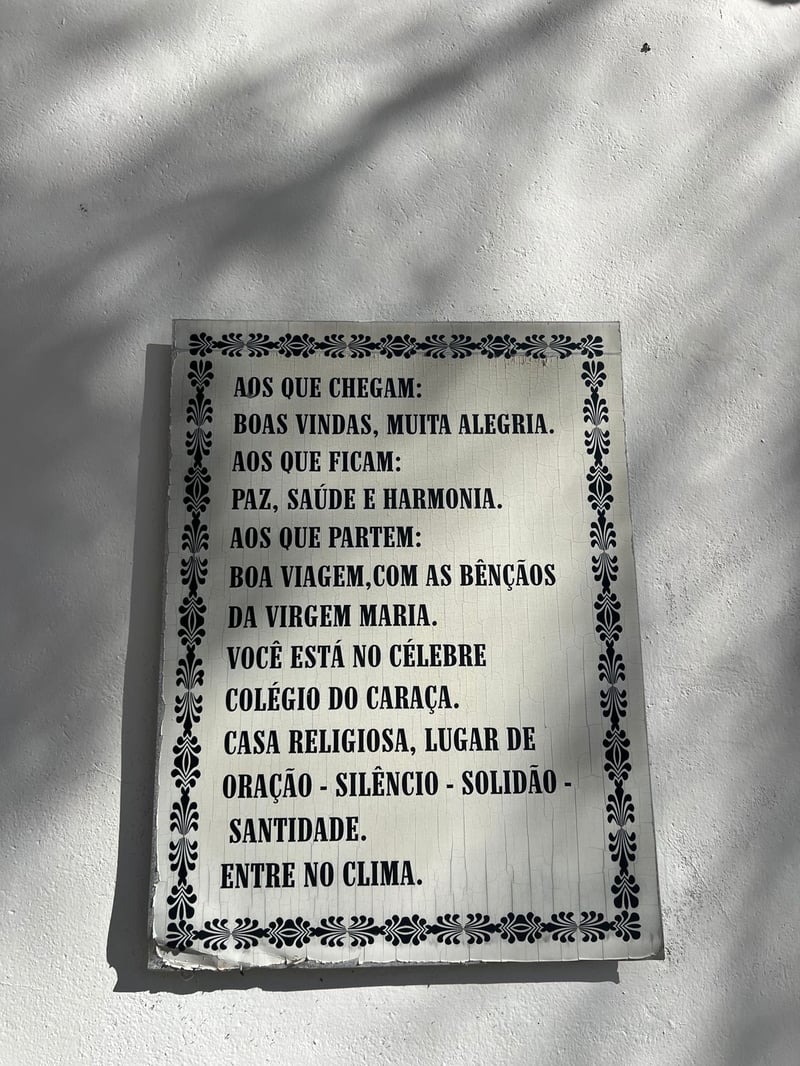 AOS QUE CHEGAM:
BOAS VINDAS, MUITA ALEGRIA.
AOS QUE FICAM:
PAZ, SAÚDE E HARMONIA.
AOS QUE PARTEM:
BOA VIAGEM,COM AS BÊNÇÃOS
DA VIRGEM MARIA.
VOCÊ ESTÁ NO CÉLEBRE
COLÉGIO DO CARAÇA.
CASA RELIGIOSA, LUGAR DE
ORAÇÃO - SILÊNCIO - SOLIDÃO -
SANTIDADE.
ENTRE NO CLIMA.